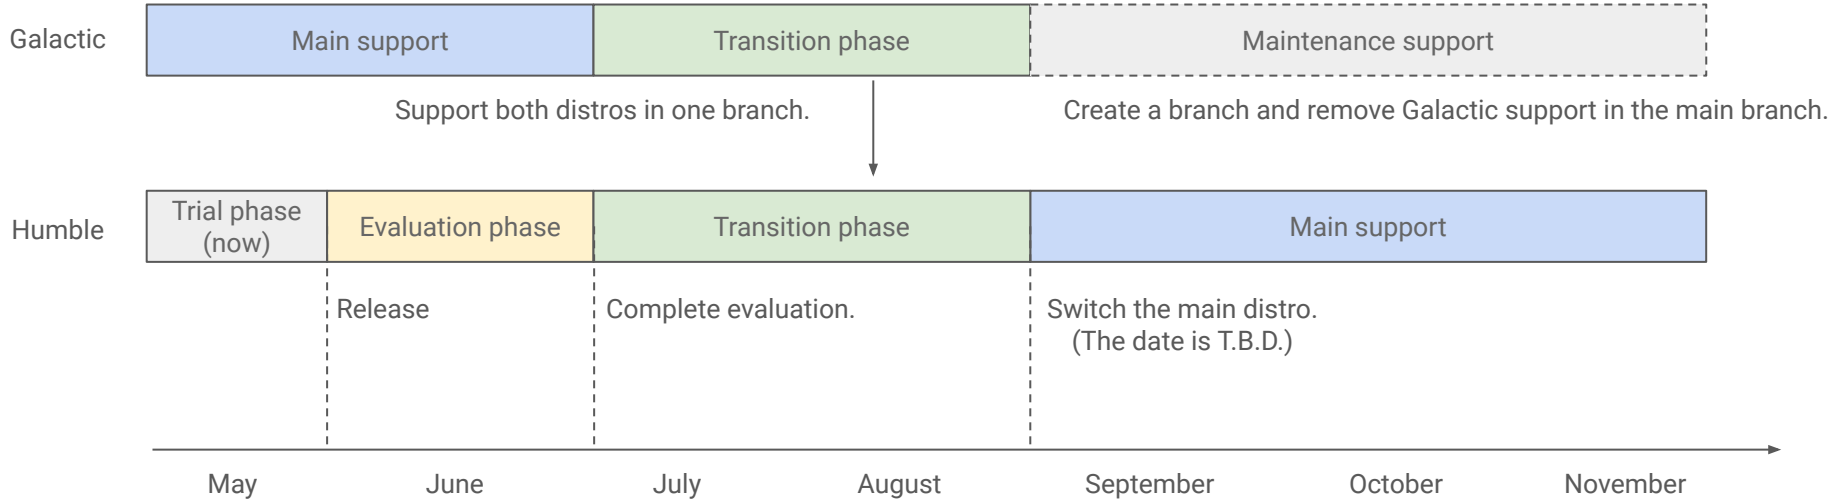 Galactic
Main support
Transition phase
Maintenance support
Support both distros in one branch.
Create a branch and remove Galactic support in the main branch.
Humble
Trial phase
(now)
Evaluation phase
Transition phase
Main support
Release
Complete evaluation.
Switch the main distro.
(The date is T.B.D.)
May
June
July
August
September
October
November